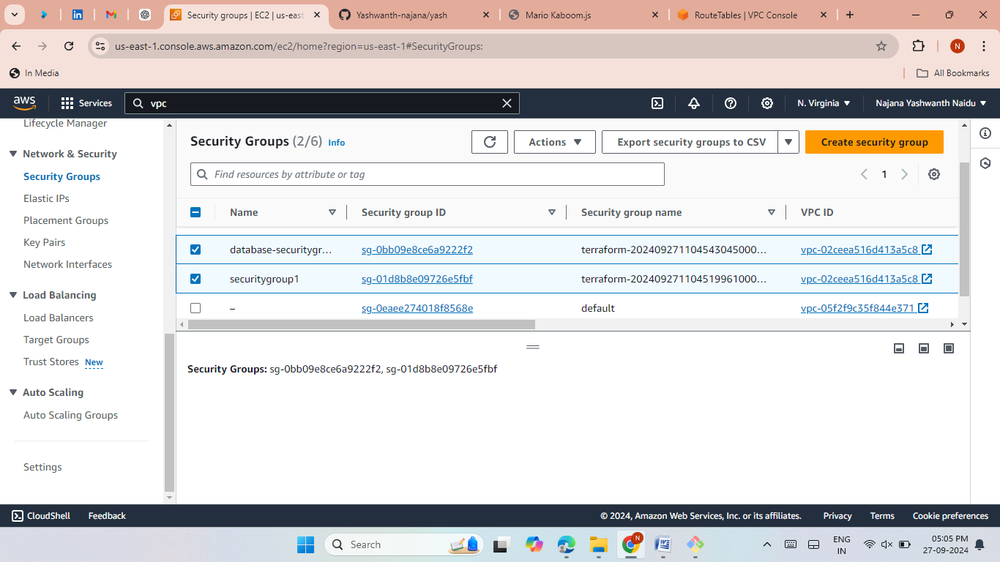 Security groups | EC2 | us-east
Yashwanth-najana/yash
Mario Kaboom.js
RouteTables | VPC Console
us-east-1.console.aws.amazon.com/ec2/home?region=us-east-1#SecurityGroups:
N
In Media
All Bookmarks
aws
Services
vpc
N. Virginia
Najana Yashwanth Naidu
Lifecycle Manager
Network & Security
Security Groups
Elastic IPs
Placement Groups
Key Pairs
Network Interfaces
Load Balancing
Load Balancers
Target Groups
Trust Stores New
Auto Scaling
Auto Scaling Groups
Settings
Security Groups (2/6) Info
Actions
Export security groups to CSV
Create security group
Find resources by attribute or tag
1
Name Security group ID Security group name VPC ID
database-securitygr... sg-0bb09e8ce6a9222f2 terraform-202409271104543045000... vpc-02ceea516d413a5c8
securitygroup1 sg-01d8b8e09726e5fbf terraform-202409271104519961000... vpc-02ceea516d413a5c8
– sg-0eaee274018f8568e default vpc-05f2f9c35f844e371
Security Groups: sg-0bb09e8ce6a9222f2, sg-01d8b8e09726e5fbf
CloudShell Feedback
© 2024, Amazon Web Services, Inc. or its affiliates. Privacy Terms Cookie preferences
Search
N
ENG
IN
05:05 PM
27-09-2024